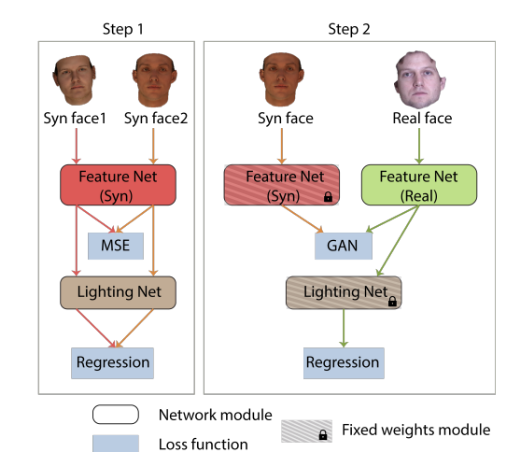 Step 1
Step 2
Syn face1
Syn face2
Syn face
Real face
Feature Net
(Syn)
Feature Net
(Syn)
Feature Net
(Real)
MSE
GAN
Lighting Net
Lighting Net
Regression
Regression
Network module
Fixed weights module
Loss function